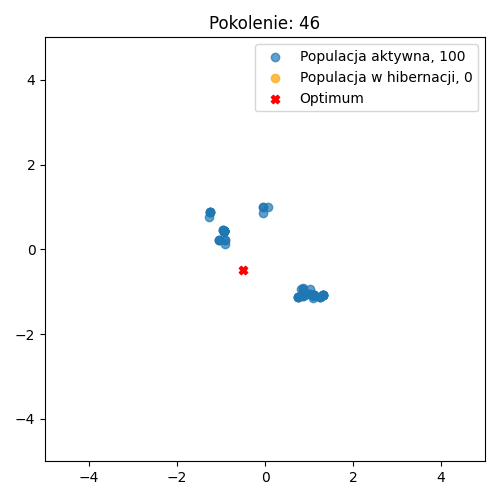 Pokolenie: 46
Populacja aktywna, 100
Populacja w hibernacji, 0
Optimum
4
2
0
−2
−4
−4 −2 0 2 4